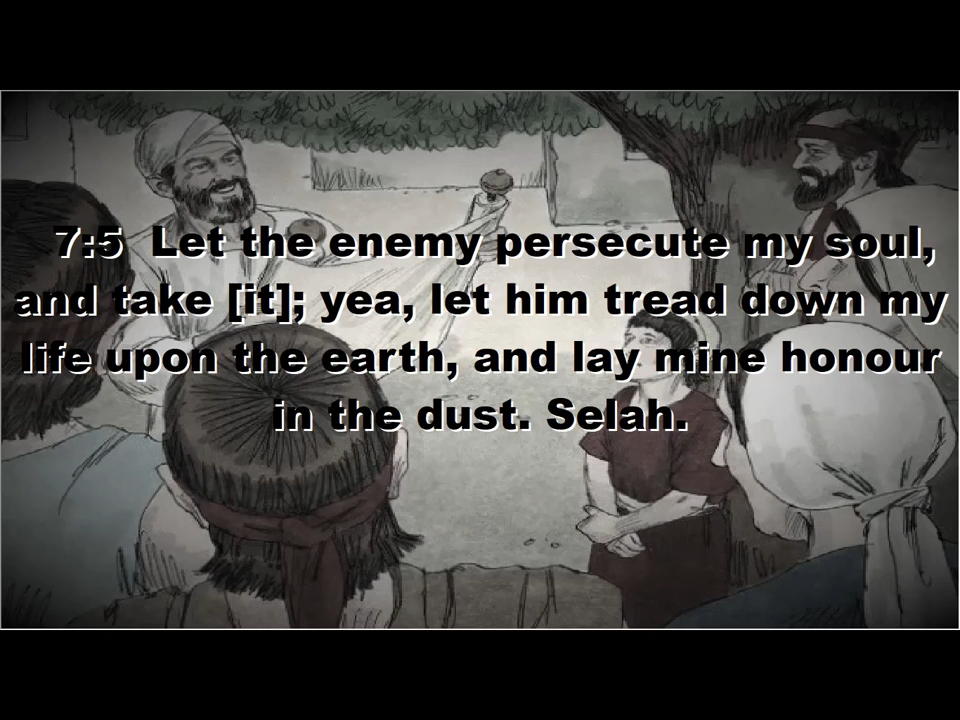 7:5 Let the enemy persecute my soul,
and take [it]; yea, let him tread down my
life upon the earth, and lay mine honour
in the dust. Selah.